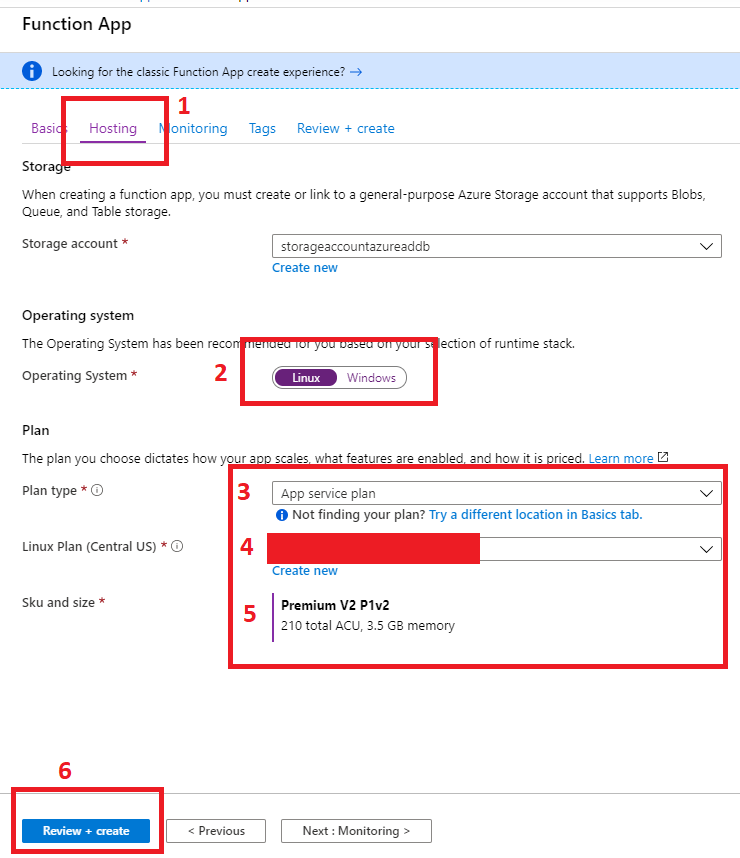 Function App
Looking for the classic Function App create experience? →
1
Basics Hosting Monitoring Tags Review + create
Storage
When creating a function app, you must create or link to a general-purpose Azure Storage account that supports Blobs,
Queue, and Table storage.
Storage account *
storageaccountazureaddb
Create new
Operating system
The Operating System has been recommended for you based on your selection of runtime stack.
Operating System *
2
Linux Windows
Plan
The plan you choose dictates how your app scales, what features are enabled, and how it is priced. Learn more
Plan type *
3
App service plan
Not finding your plan? Try a different location in Basics tab.
Linux Plan (Central US) *
4
Create new
Sku and size *
5
Premium V2 P1v2
210 total ACU, 3.5 GB memory
6
Review + create < Previous Next : Monitoring >